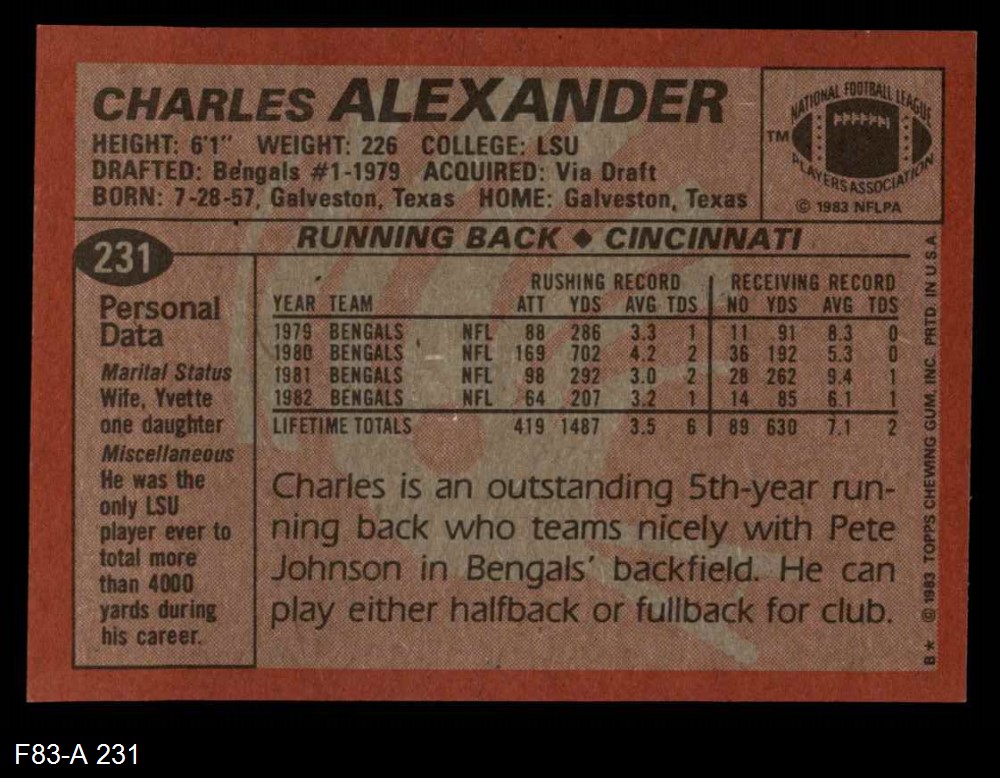 CHARLES ALEXANDER
HEIGHT: 6'1" WEIGHT: 226 COLLEGE: LSU
DRAFTED: Bengals #1-1979 ACQUIRED: Via Draft
BORN: 7-28-57, Galveston, Texas HOME: Galveston, Texas
NATIONAL FOOTBALL LEAGUE
TM
PLAYERS ASSOCIATION
© 1983 NFLPA
231
RUNNING BACK ◆ CINCINNATI
Personal
Data
Marital Status
Wife, Yvette
one daughter
Miscellaneous
He was the
only LSU
player ever to
total more
than 4000
yards during
his career.
RUSHING RECORD RECEIVING RECORD
YEAR TEAM ATT YDS AVG TDS NO YDS AVG TDS
1979 BENGALS NFL 88 286 3.3 1 11 91 8.3 0
1980 BENGALS NFL 169 702 4.2 2 36 192 5.3 0
1981 BENGALS NFL 98 292 3.0 2 28 262 9.4 1
1982 BENGALS NFL 64 207 3.2 1 14 85 6.1 1
LIFETIME TOTALS 419 1487 3.5 6 89 630 7.1 2
Charles is an outstanding 5th-year run-
ning back who teams nicely with Pete
Johnson in Bengals' backfield. He can
play either halfback or fullback for club.
B* © 1983 TOPPS CHEWING GUM, INC. PRTD. IN U.S.A.
F83-A 231